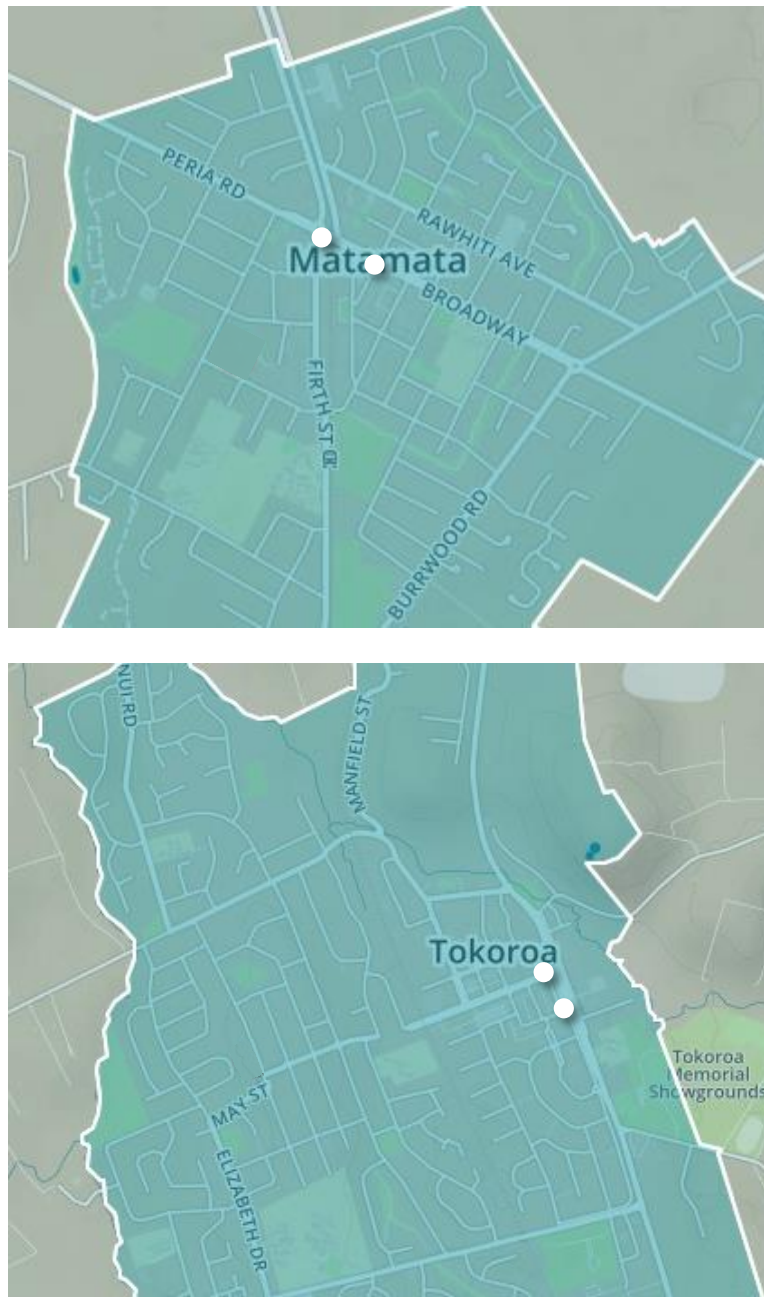 PERIA RD
RAWHITI AVE
Matamata
BROADWAY
FIRTH ST
BURRWOOD RD
NUI RD
MANFIELD ST
Tokoroa
Tokoroa
Memorial
Showgrounds
MAY ST
ELIZABETH DR